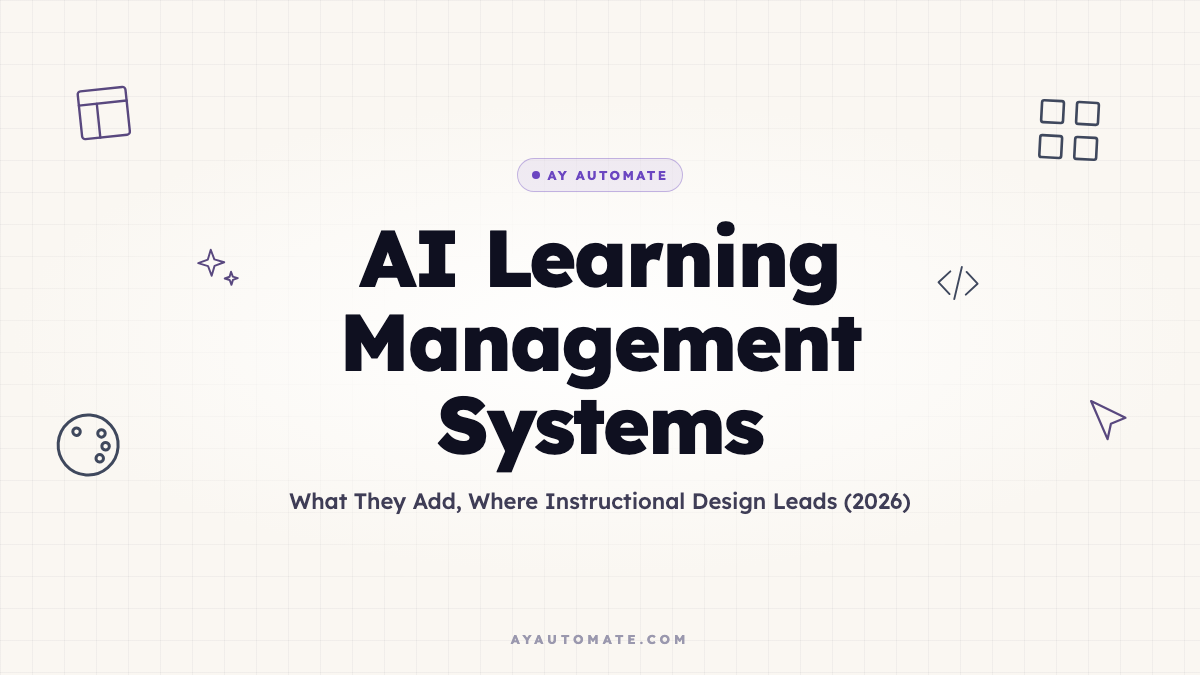 AY AUTOMATE
AI Learning
Management
Systems
What They Add, Where Instructional Design Leads (2026)
AYAUTOMATE.COM